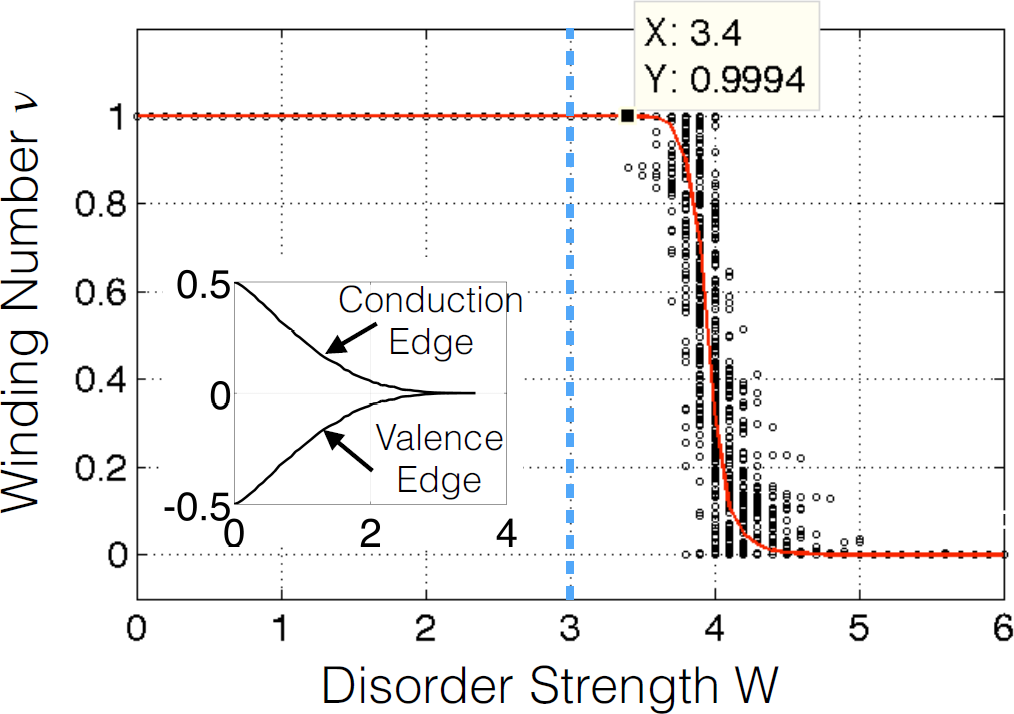 X: 3.4
Y: 0.9994
Winding Number ν
1
0.8
0.6
0.4
0.2
0
0.5
0
-0.5
Conduction
Edge
Valence
Edge
0 2 4
0 1 2 3 4 5 6
Disorder Strength W